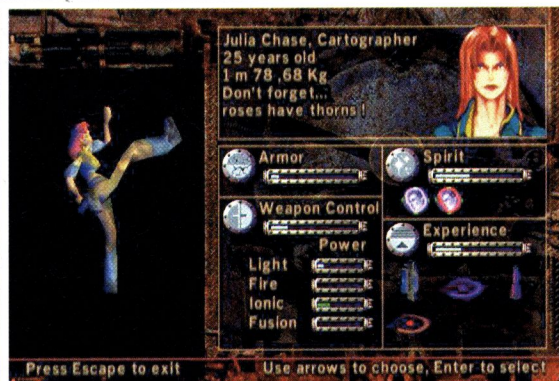 Julia Chase, Cartographer
25 years old
1 m 78 ,68 Kg
Don't forget...
roses have thorns !
Armor
Spirit
Weapon Control
Power
Light
Fire
Ionic
Fusion
Experience
Press Escape to exit
Use arrows to choose, Enter to select